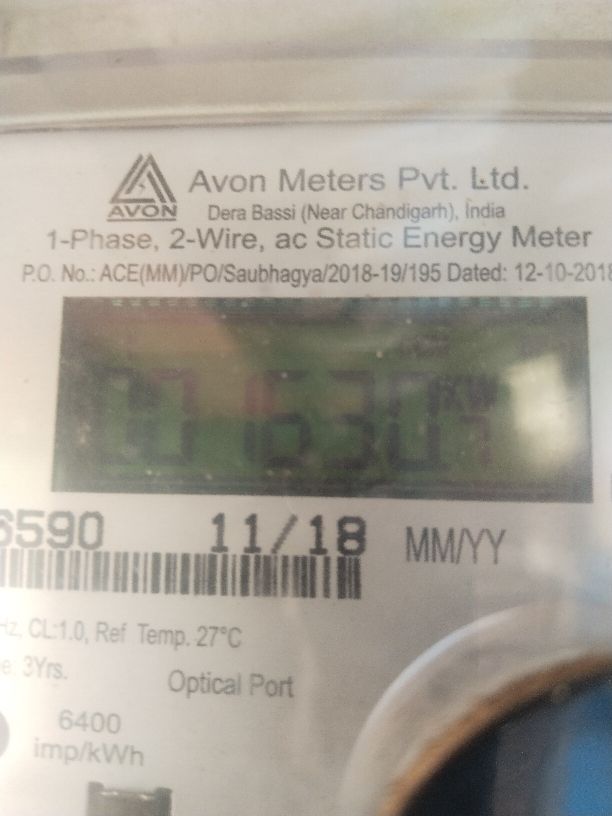 Avon Meters Pvt. Ltd.
AVON
Dera Bassi (Near Chandigarh), India
1-Phase, 2-Wire, ac Static Energy Meter
P.O. No.: ACE(MM)/PO/Saubhagya/2018-19/195 Dated: 12-10-2018
6590 11/18 MM/YY
Hz, CL:1.0, Ref Temp. 27°C
e: 3Yrs.
Optical Port
6400
imp/kWh